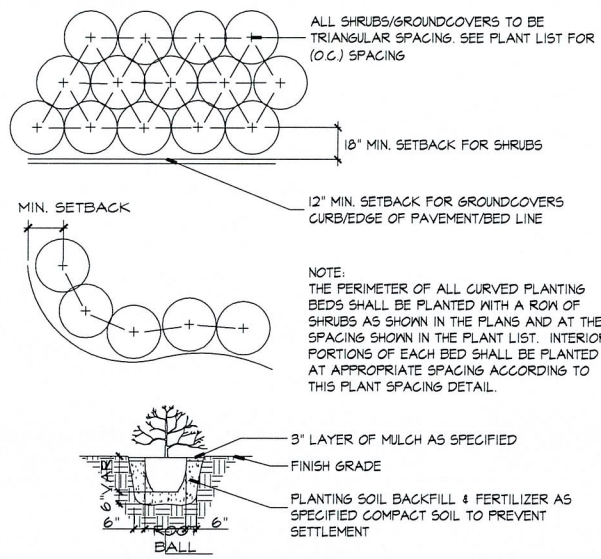 ALL SHRUBS/GROUNDCOVERS TO BE
TRIANGULAR SPACING. SEE PLANT LIST FOR
(O.C.) SPACING
18" MIN. SETBACK FOR SHRUBS
12" MIN. SETBACK FOR GROUNDCOVERS
CURB/EDGE OF PAVEMENT/BED LINE
MIN. SETBACK
NOTE:
THE PERIMETER OF ALL CURVED PLANTING
BEDS SHALL BE PLANTED WITH A ROW OF
SHRUBS AS SHOWN IN THE PLANS AND AT THE
SPACING SHOWN IN THE PLANT LIST. INTERIOR
PORTIONS OF EACH BED SHALL BE PLANTED
AT APPROPRIATE SPACING ACCORDING TO
THIS PLANT SPACING DETAIL.
3" LAYER OF MULCH AS SPECIFIED
FINISH GRADE
PLANTING SOIL BACKFILL & FERTILIZER AS
SPECIFIED COMPACT SOIL TO PREVENT
SETTLEMENT
VAR
6"
6" 6"
BALL